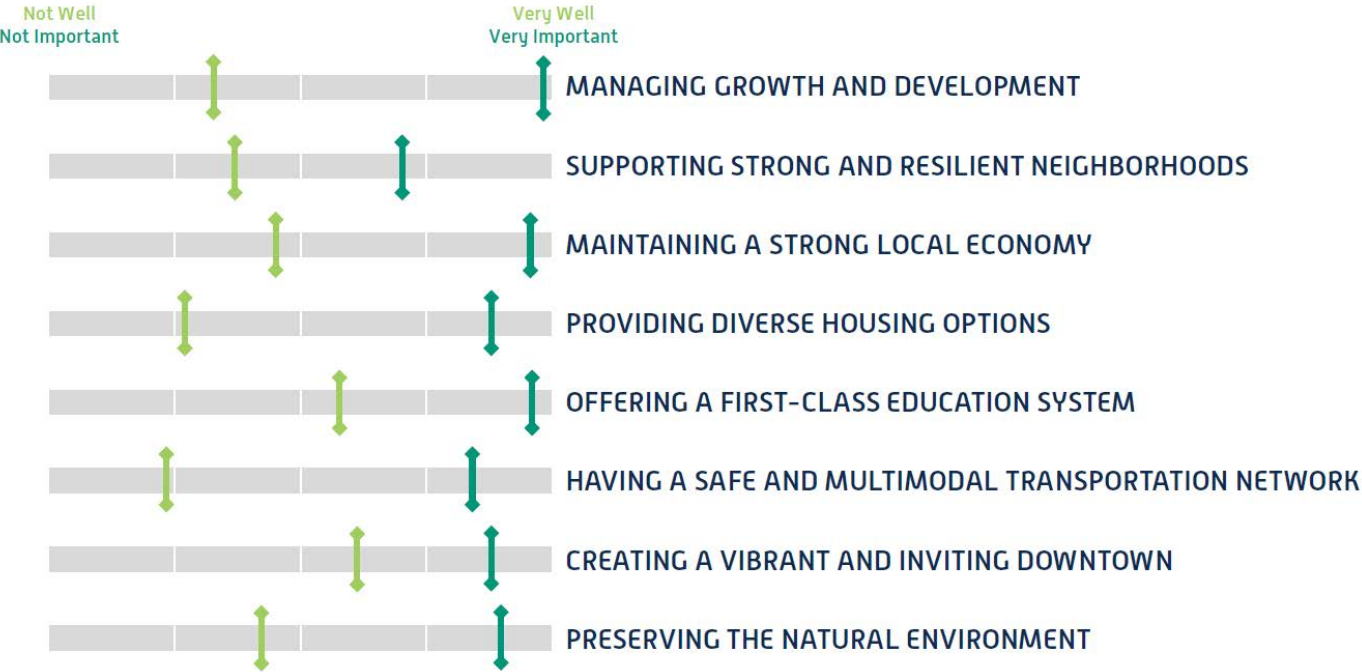 Not Well
Not Important
Very Well
Very Important
MANAGING GROWTH AND DEVELOPMENT
SUPPORTING STRONG AND RESILIENT NEIGHBORHOODS
MAINTAINING A STRONG LOCAL ECONOMY
PROVIDING DIVERSE HOUSING OPTIONS
OFFERING A FIRST-CLASS EDUCATION SYSTEM
HAVING A SAFE AND MULTIMODAL TRANSPORTATION NETWORK
CREATING A VIBRANT AND INVITING DOWNTOWN
PRESERVING THE NATURAL ENVIRONMENT